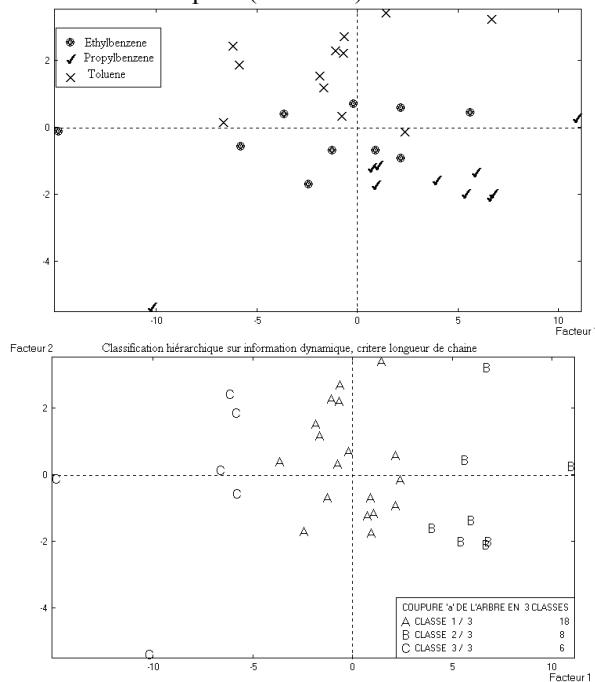 Ethylbenzene
Propylbenzene
Toluene
2
0
-2
-4
-10 -5 0 5 10
Facteur 1
Facteur 2 Classification hiérarchique sur information dynamique, critere longueur de chaine
2
0
-2
-4
COUPURE 'a' DE L'ARBRE EN 3 CLASSES
A CLASSE 1 / 3 18
B CLASSE 2 / 3 8
C CLASSE 3 / 3 6
-10 -5 0 5 10
Facteur 1